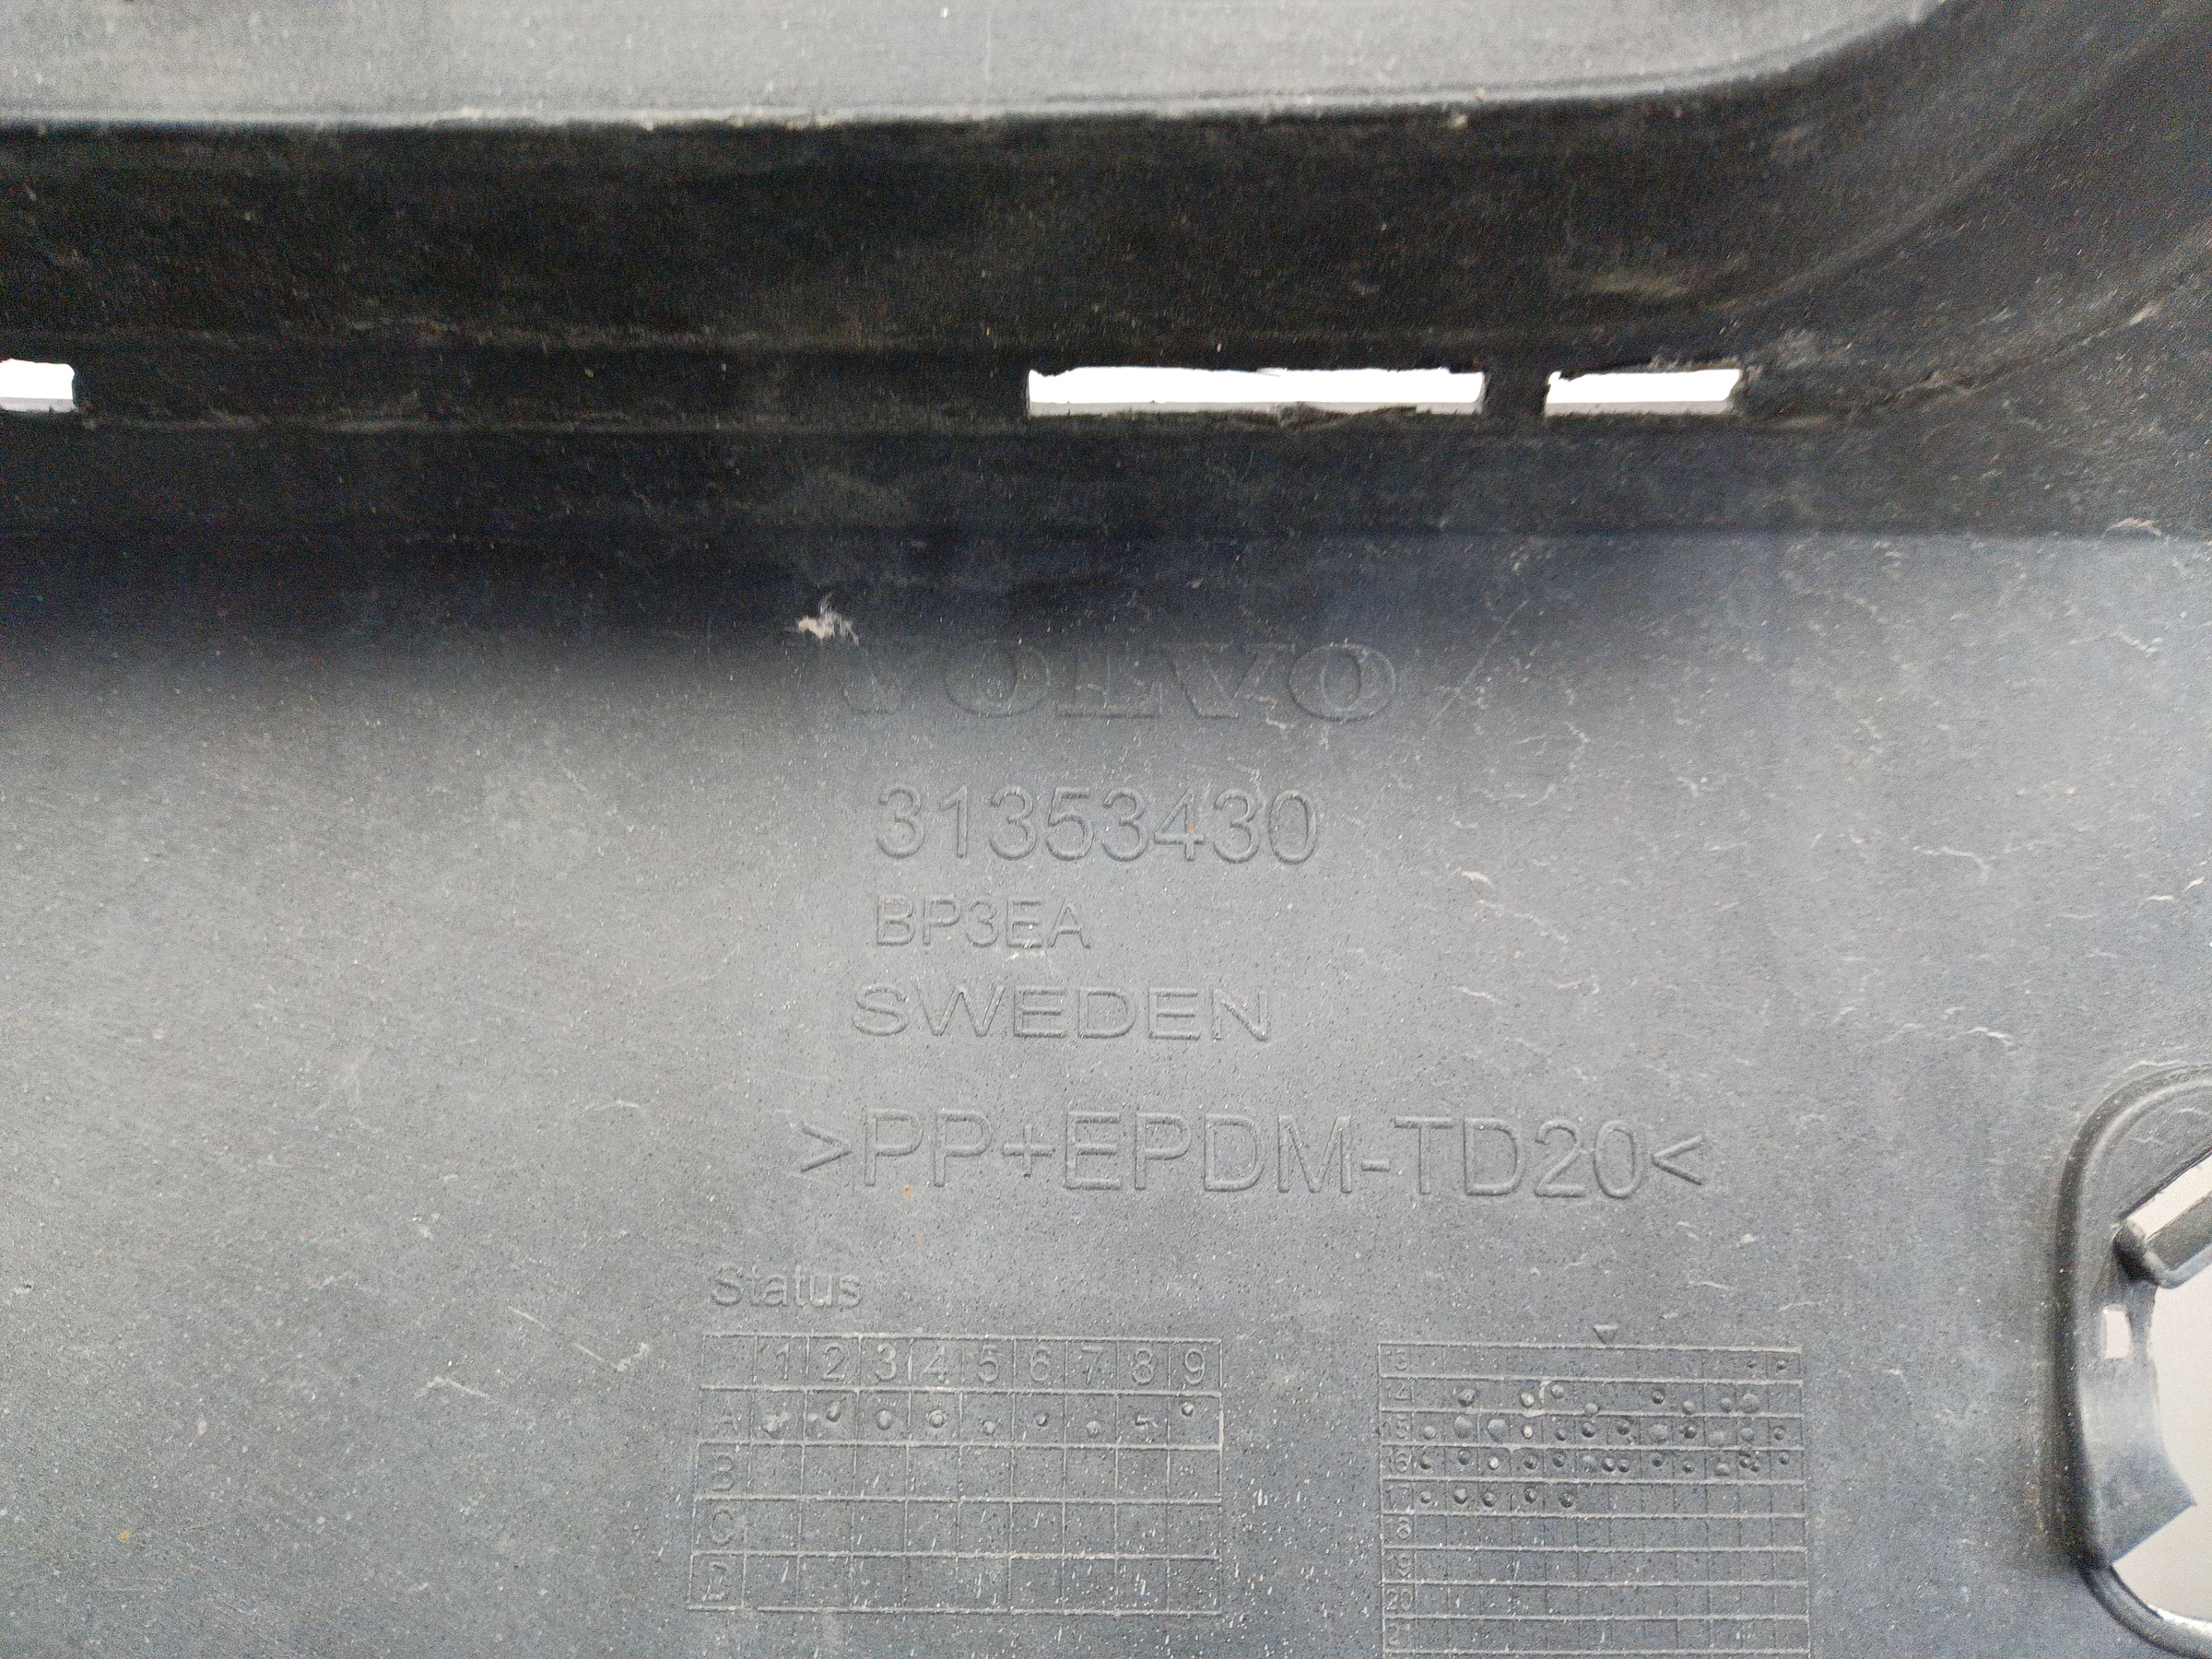 VOLVO
31353430
BP3EA
SWEDEN
>PP+EPDM-TD20<
Status
1 2 3 4 5 6 7 8 9
A
B
C
D
13
14
15
16
17
18
19
20
21